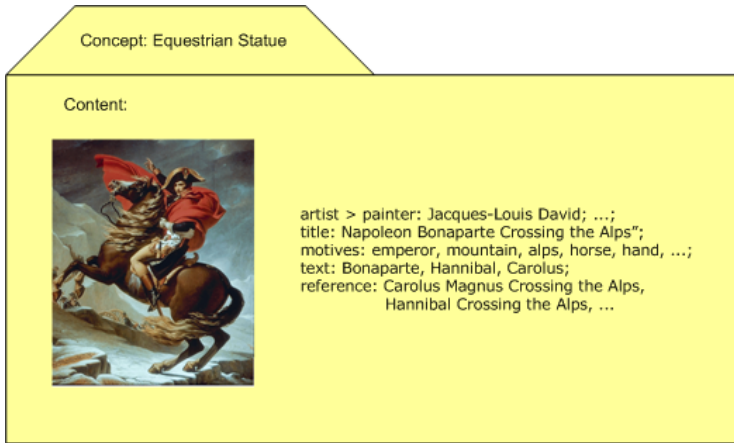 Concept: Equestrian Statue
Content:
artist > painter: Jacques-Louis David; ...;
title: Napoleon Bonaparte Crossing the Alps”;
motives: emperor, mountain, alps, horse, hand, ...;
text: Bonaparte, Hannibal, Carolus;
reference: Carolus Magnus Crossing the Alps,
Hannibal Crossing the Alps, ...